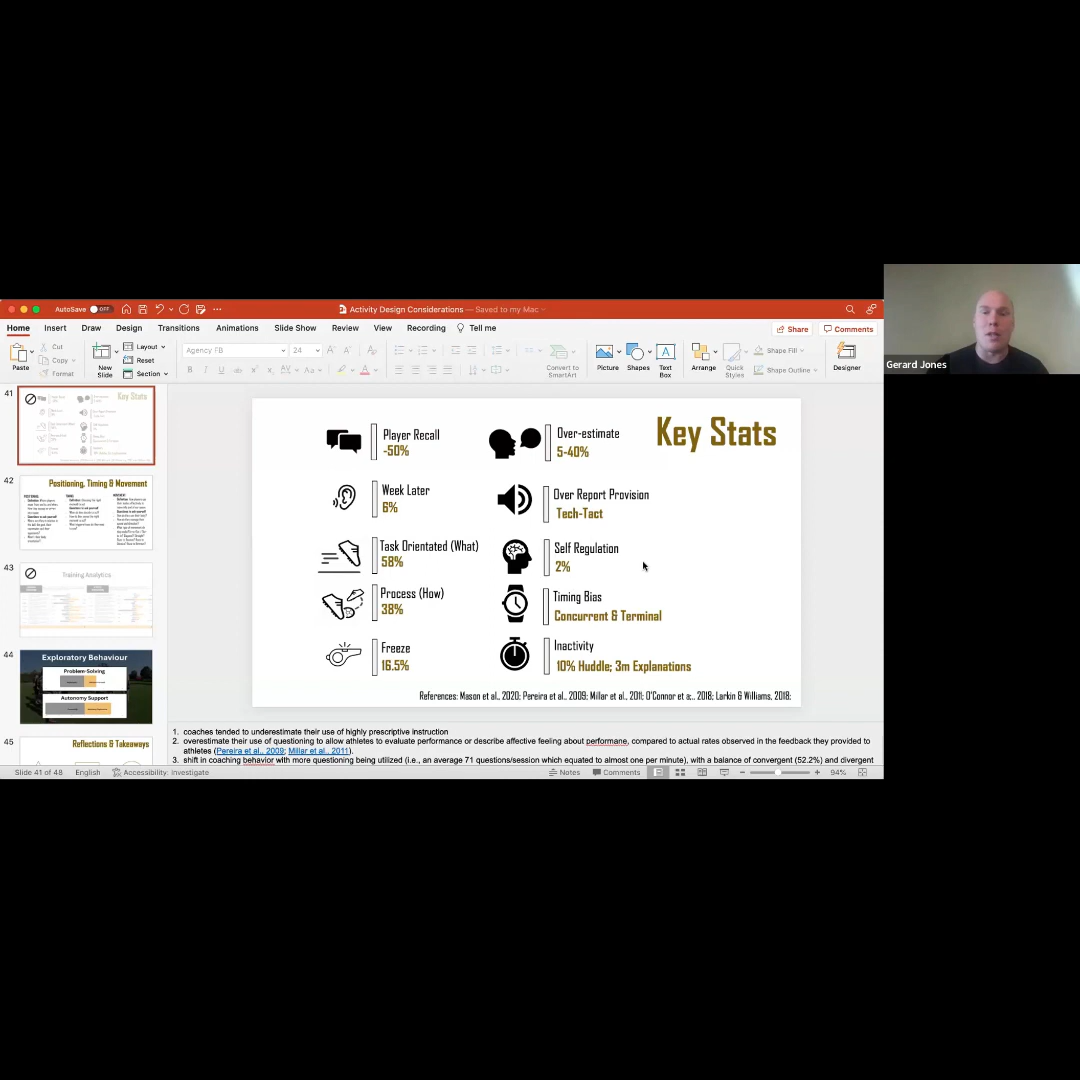 AutoSave OFF
Activity Design Considerations — Saved to my Mac
Home Insert Draw Design Transitions Animations Slide Show Review View Recording Tell me
Share Comments
Paste
Cut
Copy
Format
New Slide
Layout
Reset
Section
Agency FB 24
Convert to SmartArt
Picture
Shapes
Text Box
Arrange
Quick Styles
Shape Fill
Shape Outline
Designer
Gerard Jones
41
Key Stats
42
Positioning, Timing & Movement
43
Training Analytics
44
Exploratory Behaviour
Problem-Solving
Autonomy Support
45
Reflections & Takeaways
Key Stats
Player Recall
-50%
Over-estimate
5-40%
Week Later
6%
Over Report Provision
Tech-Tact
Task Orientated (What)
58%
Self Regulation
2%
Process (How)
38%
Timing Bias
Concurrent & Terminal
Freeze
16.5%
Inactivity
10% Huddle; 3m Explanations
References: Mason et al., 2020; Pereira et al., 2009; Millar et al., 2011; O'Connor et a:., 2018; Larkin & Williams, 2018;
1. coaches tended to underestimate their use of highly prescriptive instruction
2. overestimate their use of questioning to allow athletes to evaluate performance or describe affective feeling about performane, compared to actual rates observed in the feedback they provided to
athletes (Pereira et al., 2009; Millar et al., 2011).
3. shift in coaching behavior with more questioning being utilized (i.e., an average 71 questions/session which equated to almost one per minute), with a balance of convergent (52.2%) and divergent
Slide 41 of 48 English Accessibility: Investigate Notes Comments 94%